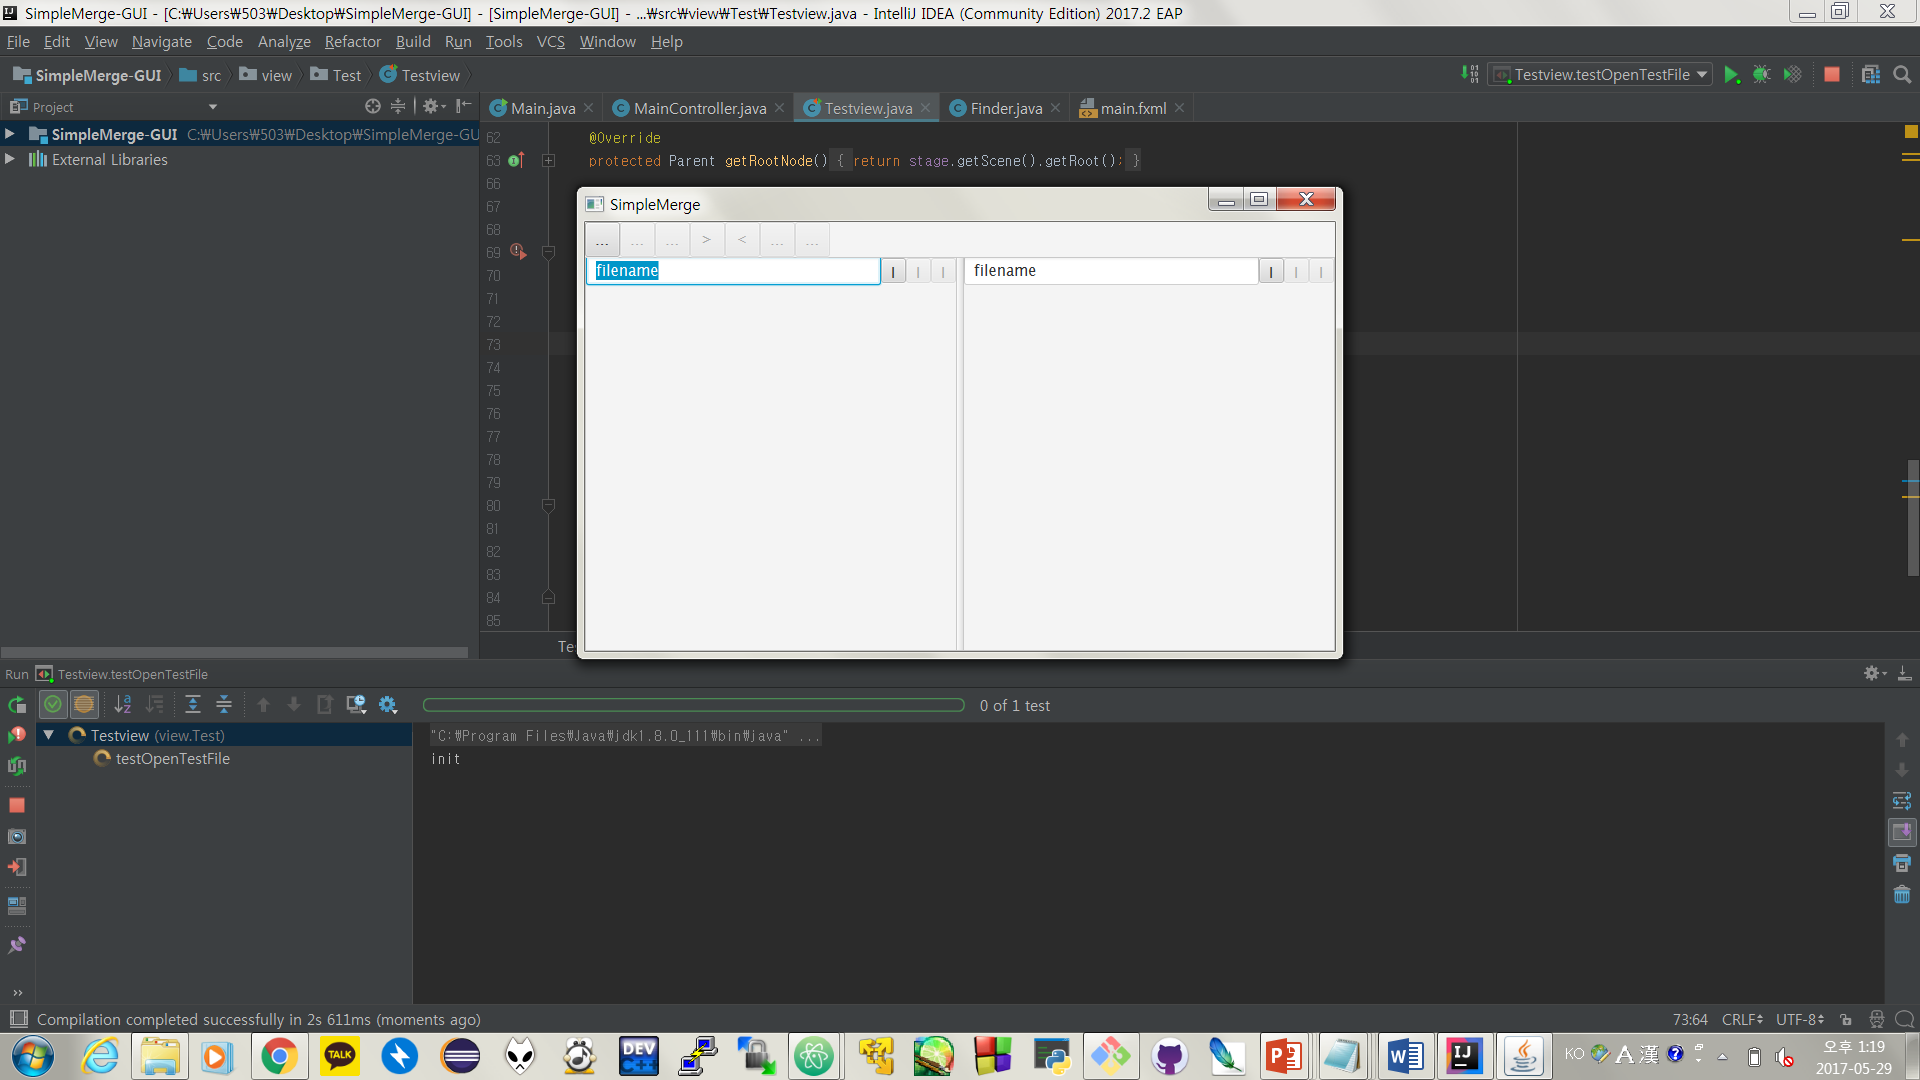 SimpleMerge-GUI - [C:₩Users₩503₩Desktop₩SimpleMerge-GUI] - [SimpleMerge-GUI] - ...₩src₩view₩Test₩Testview.java - IntelliJ IDEA (Community Edition) 2017.2 EAP
File Edit View Navigate Code Analyze Refactor Build Run Tools VCS Window Help
SimpleMerge-GUI src view Test Testview
Testview.testOpenTestFile
Project
Main.java MainController.java Testview.java Finder.java main.fxml
SimpleMerge-GUI C:₩Users₩503₩Desktop₩SimpleMerge-GU
External Libraries
62 @Override
63 protected Parent getRootNode() { return stage.getScene().getRoot(); }
66
67
68
69
70
71
72
73
74
75
76
77
78
79
80
81
82
83
84
85
SimpleMerge
... ... ... > < ... ...
filename | | |
filename | | |
Te
Run Testview.testOpenTestFile
0 of 1 test
Testview (view.Test)
testOpenTestFile
"C:₩Program Files₩Java₩jdk1.8.0_111₩bin₩java" ...
init
Compilation completed successfully in 2s 611ms (moments ago)
73:64 CRLF UTF-8
TALK
DEV C++
IJ
KO A 漢
오후 1:19
2017-05-29